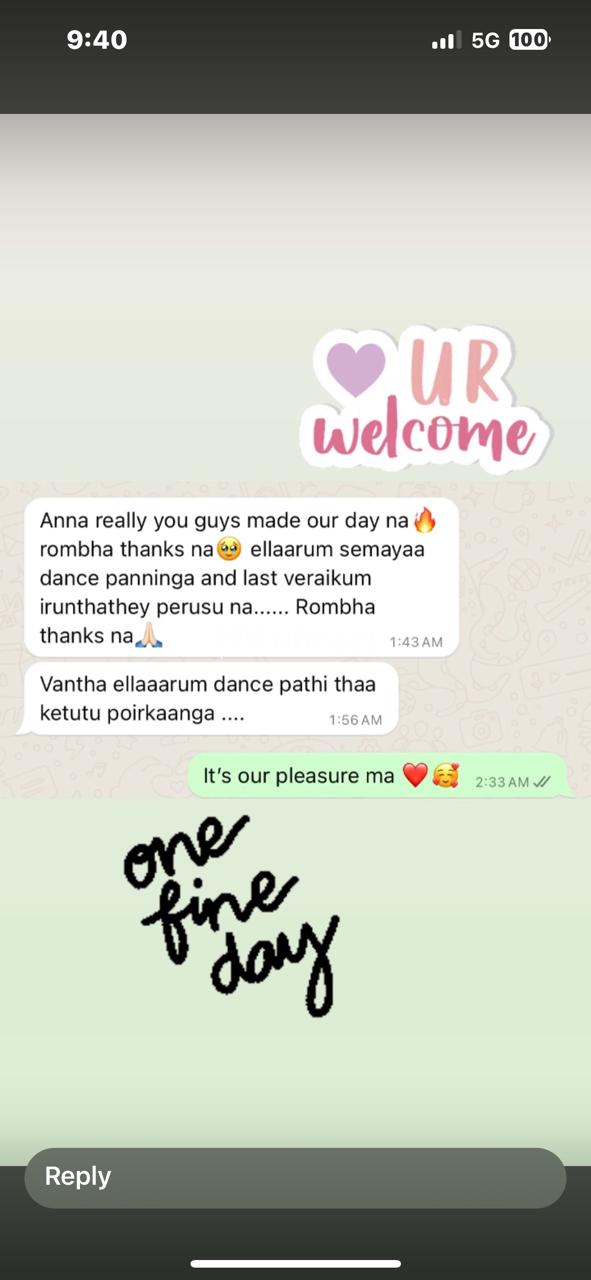 9:40 5G 100
UR
welcome
Anna really you guys made our day na🔥
rombha thanks na🥹 ellaarum semayaa
dance panninga and last veraikum
irunthathey perusu na...... Rombha
thanks na🙏🏻 1:43 AM
Vantha ellaaarum dance pathi thaa
ketutu poirkaanga .... 1:56 AM
It’s our pleasure ma ❤️🥰 2:33 AM
one
fine
day
Reply